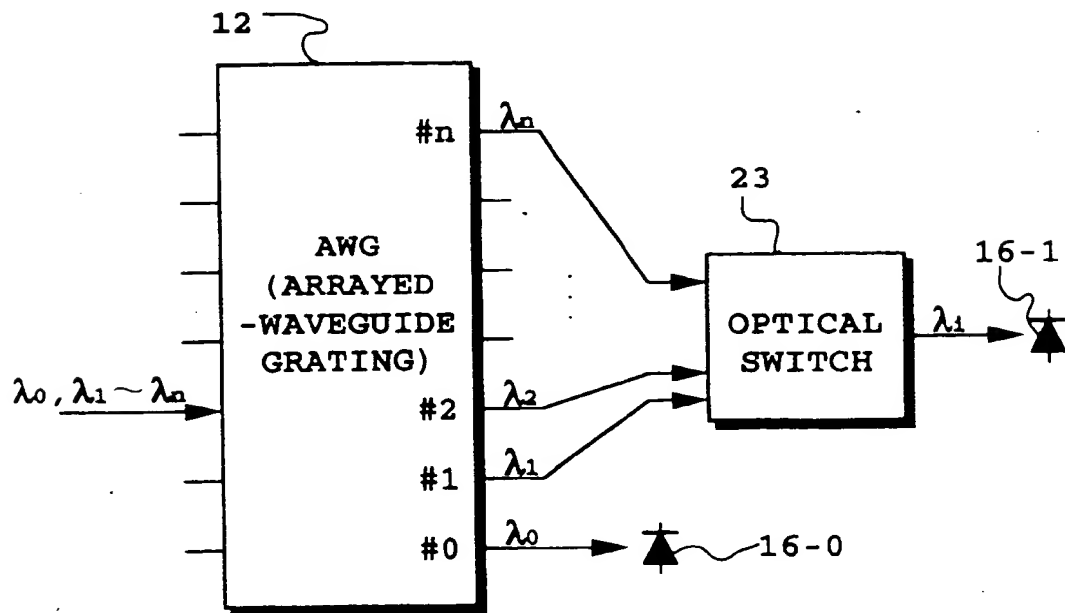 12
#n
λn
23
AWG
(ARRAYED
-WAVEGUIDE
GRATING)
16-1
OPTICAL
SWITCH
λi
λ0, λ1~λn
#2
λ2
#1
λ1
#0
λ0
16-0